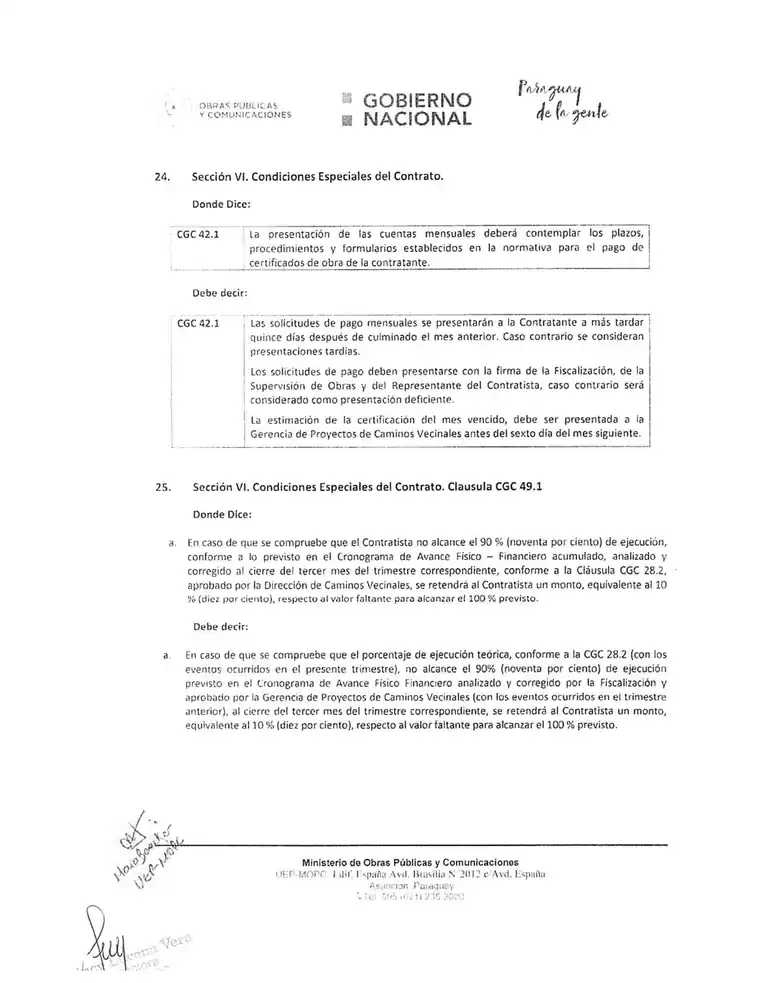 OBRAS PUBLICAS
Y COMUNICACIONES
GOBIERNO
NACIONAL
Paraguay
de la gente
24. Sección VI. Condiciones Especiales del Contrato.
Donde Dice:
CGC 42.1 La presentación de las cuentas mensuales deberá contemplar los plazos,
procedimientos y formularios establecidos en la normativa para el pago de
certificados de obra de la contratante.
Debe decir:
CGC 42.1 Las solicitudes de pago mensuales se presentarán a la Contratante a más tardar
quince días después de culminado el mes anterior. Caso contrario se consideran
presentaciones tardías.
Los solicitudes de pago deben presentarse con la firma de la Fiscalización, de la
Supervisión de Obras y del Representante del Contratista, caso contrario será
considerado como presentación deficiente.
La estimación de la certificación del mes vencido, debe ser presentada a la
Gerencia de Proyectos de Caminos Vecinales antes del sexto día del mes siguiente.
25. Sección VI. Condiciones Especiales del Contrato. Clausula CGC 49.1
Donde Dice:
a. En caso de que se compruebe que el Contratista no alcance el 90 % (noventa por ciento) de ejecución,
conforme a lo previsto en el Cronograma de Avance Físico – Financiero acumulado, analizado y
corregido al cierre del tercer mes del trimestre correspondiente, conforme a la Cláusula CGC 28.2,
aprobado por la Dirección de Caminos Vecinales, se retendrá al Contratista un monto, equivalente al 10
% (diez por ciento), respecto al valor faltante para alcanzar el 100 % previsto.
Debe decir:
a En caso de que se compruebe que el porcentaje de ejecución teórica, conforme a la CGC 28.2 (con los
eventos ocurridos en el presente trimestre), no alcance el 90% (noventa por ciento) de ejecución
previsto en el Cronograma de Avance Físico Financiero analizado y corregido por la Fiscalización y
aprobado por la Gerencia de Proyectos de Caminos Vecinales (con los eventos ocurridos en el trimestre
anterior), al cierre del tercer mes del trimestre correspondiente, se retendrá al Contratista un monto,
equivalente al 10 % (diez por ciento), respecto al valor faltante para alcanzar el 100 % previsto.
UEP-MOPC
Ministerio de Obras Públicas y Comunicaciones
UEP-MOPC Edif. España Avd. Brasilia N 2012 c/Avd. España
Asunción Paraguay
Vera